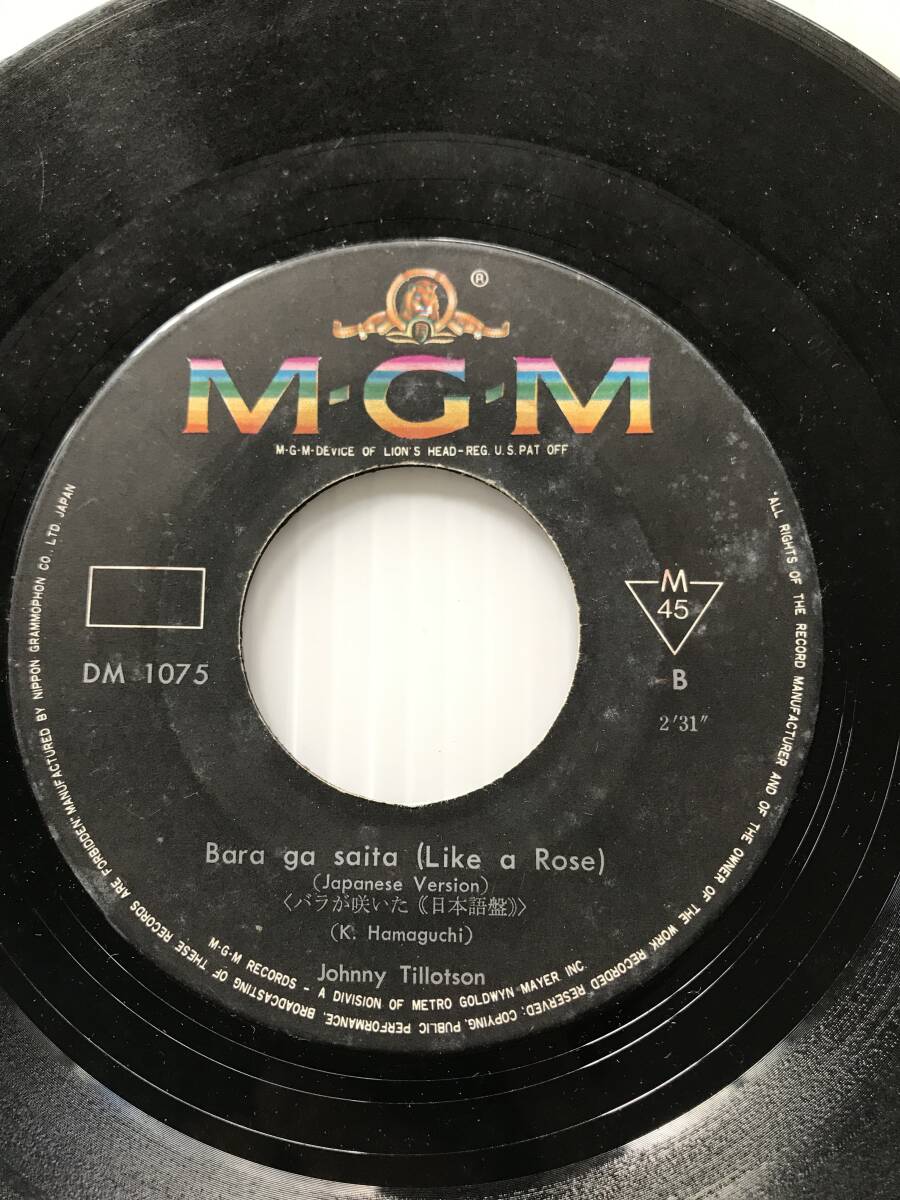 ®
M-G-M
M-G-M-DEVICE OF LION'S HEAD-REG. U.S. PAT OFF
DM 1075
M
45
B
2'31"
Bara ga saita (Like a Rose)
(Japanese Version)
〈バラが咲いた《日本語盤》〉
(K. Hamaguchi)
Johnny Tillotson
M-G-M RECORDS - A DIVISION OF METRO GOLDWYN MAYER INC.
"ALL RIGHTS OF THE RECORD MANUFACTURER AND OF THE OWNER OF THE WORK RECORDED RESERVED: COPYING, PUBLIC PERFORMANCE, BROADCASTING OF THESE RECORDS ARE FORBIDDEN" MANUFACTURED BY NIPPON GRAMMOPHON CO., LTD. JAPAN